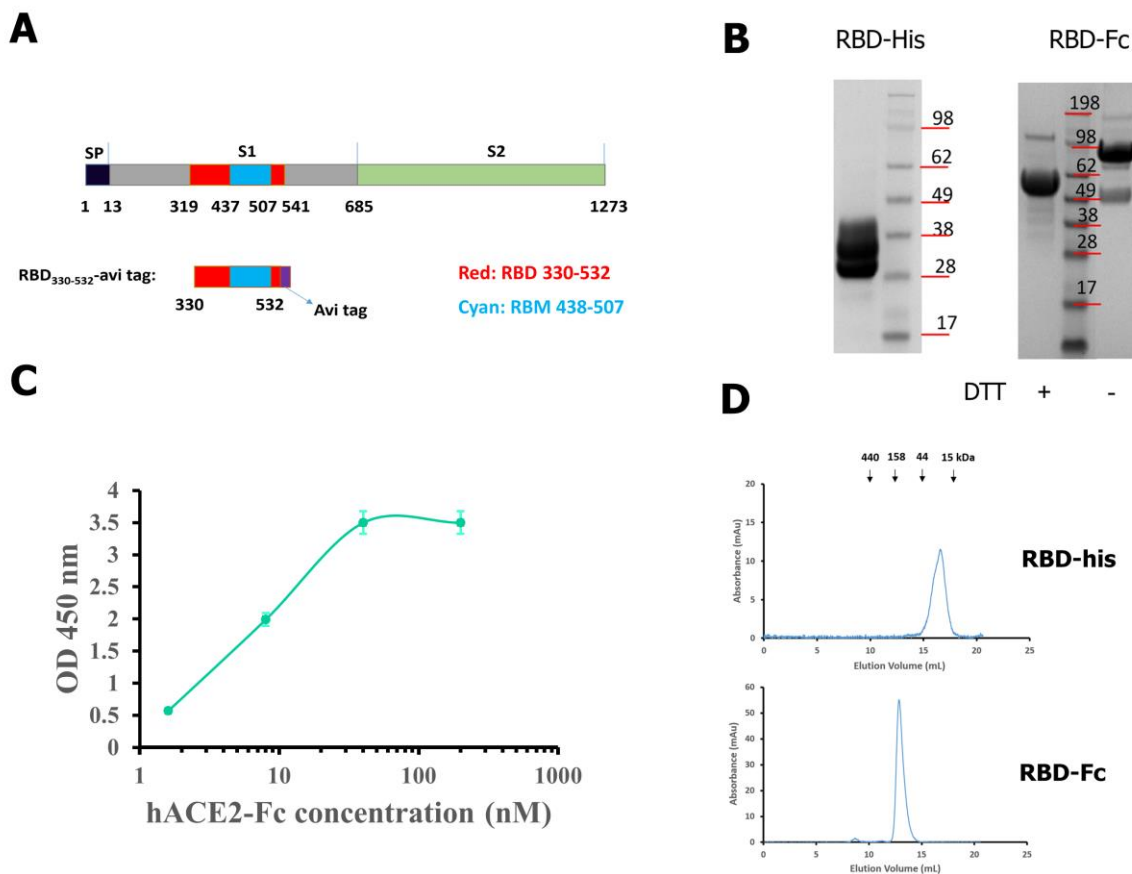 A
SP S1 S2
1 13 319 437 507 541 685 1273
RBD330-532-avi tag:
330 532
Avi tag
Red: RBD 330-532
Cyan: RBM 438-507
B
RBD-His RBD-Fc
98
62
49
38
28
17
198
98
62
49
38
28
17
DTT + -
C
OD 450 nm
4
3.5
3
2.5
2
1.5
1
0.5
0
1 10 100 1000
hACE2-Fc concentration (nM)
D
440 158 44 15 kDa
Absorbance (mAu)
20
15
10
5
0
0 5 10 15 20 25
Elution Volume (mL)
RBD-his
Absorbance (mAu)
60
50
40
30
20
10
0
0 5 10 15 20 25
Elution Volume (mL)
RBD-Fc